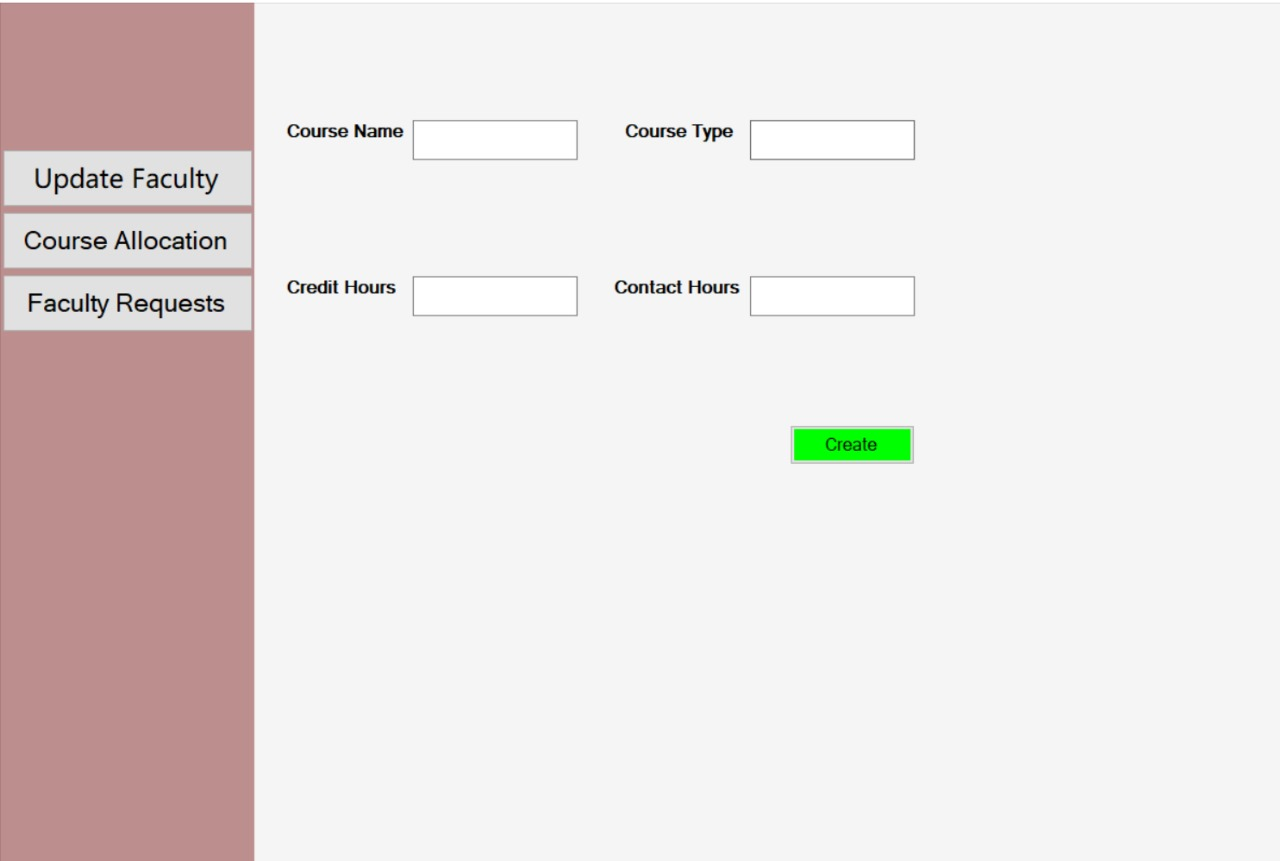 Update Faculty
Course Allocation
Faculty Requests
Course Name
Course Type
Credit Hours
Contact Hours
Create